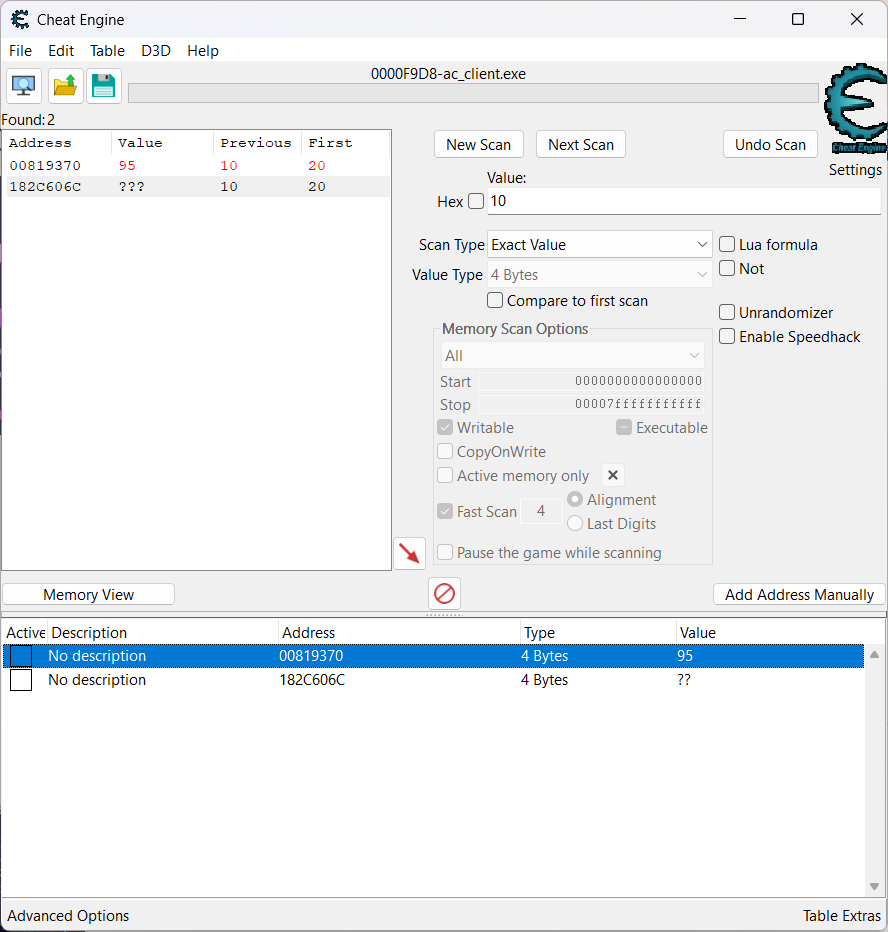 Cheat Engine
File Edit Table D3D Help
0000F9D8-ac_client.exe
Found:2
Address Value Previous First
00819370 95 10 20
182C606C ??? 10 20
New Scan Next Scan Undo Scan
Cheat Engine
Settings
Value:
Hex 10
Scan Type Exact Value Lua formula
Not
Value Type 4 Bytes
Compare to first scan
Unrandomizer
Enable Speedhack
Memory Scan Options
All
Start 0000000000000000
Stop 00007fffffffffff
Writable Executable
CopyOnWrite
Active memory only
Fast Scan 4 Alignment
Last Digits
Pause the game while scanning
Memory View Add Address Manually
Active Description Address Type Value
No description 00819370 4 Bytes 95
No description 182C606C 4 Bytes ??
Advanced Options Table Extras